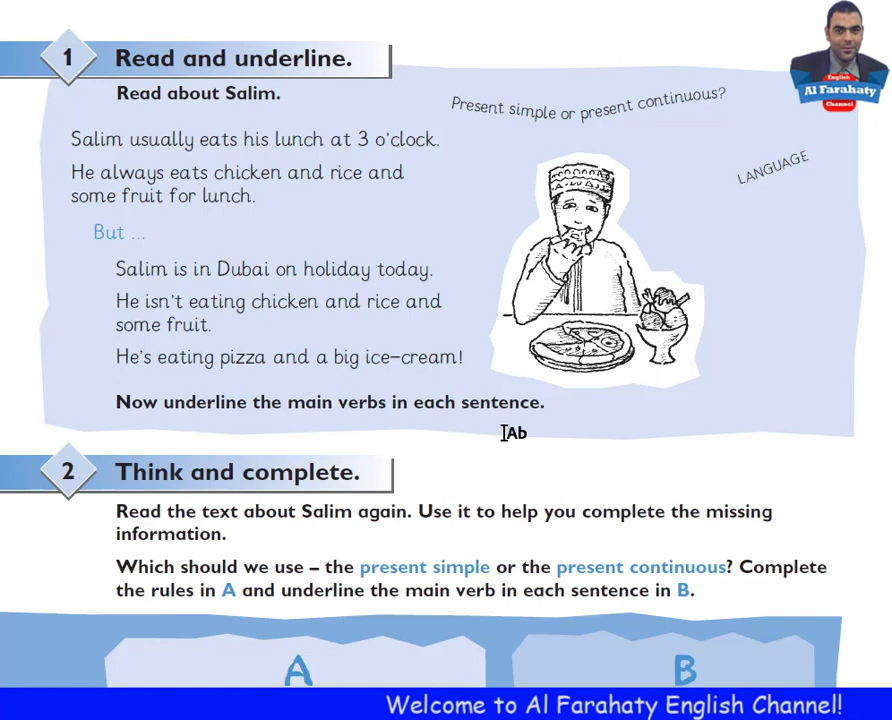 1 Read and underline.
Read about Salim.
Present simple or present continuous?
LANGUAGE
Salim usually eats his lunch at 3 o'clock.
He always eats chicken and rice and
some fruit for lunch.
But ...
Salim is in Dubai on holiday today.
He isn't eating chicken and rice and
some fruit.
He's eating pizza and a big ice-cream!
Now underline the main verbs in each sentence.
Ab
2 Think and complete.
Read the text about Salim again. Use it to help you complete the missing
information.
Which should we use – the present simple or the present continuous? Complete
the rules in A and underline the main verb in each sentence in B.
A
B
Welcome to Al Farahaty English Channel!
English
Al Farahaty
Channel